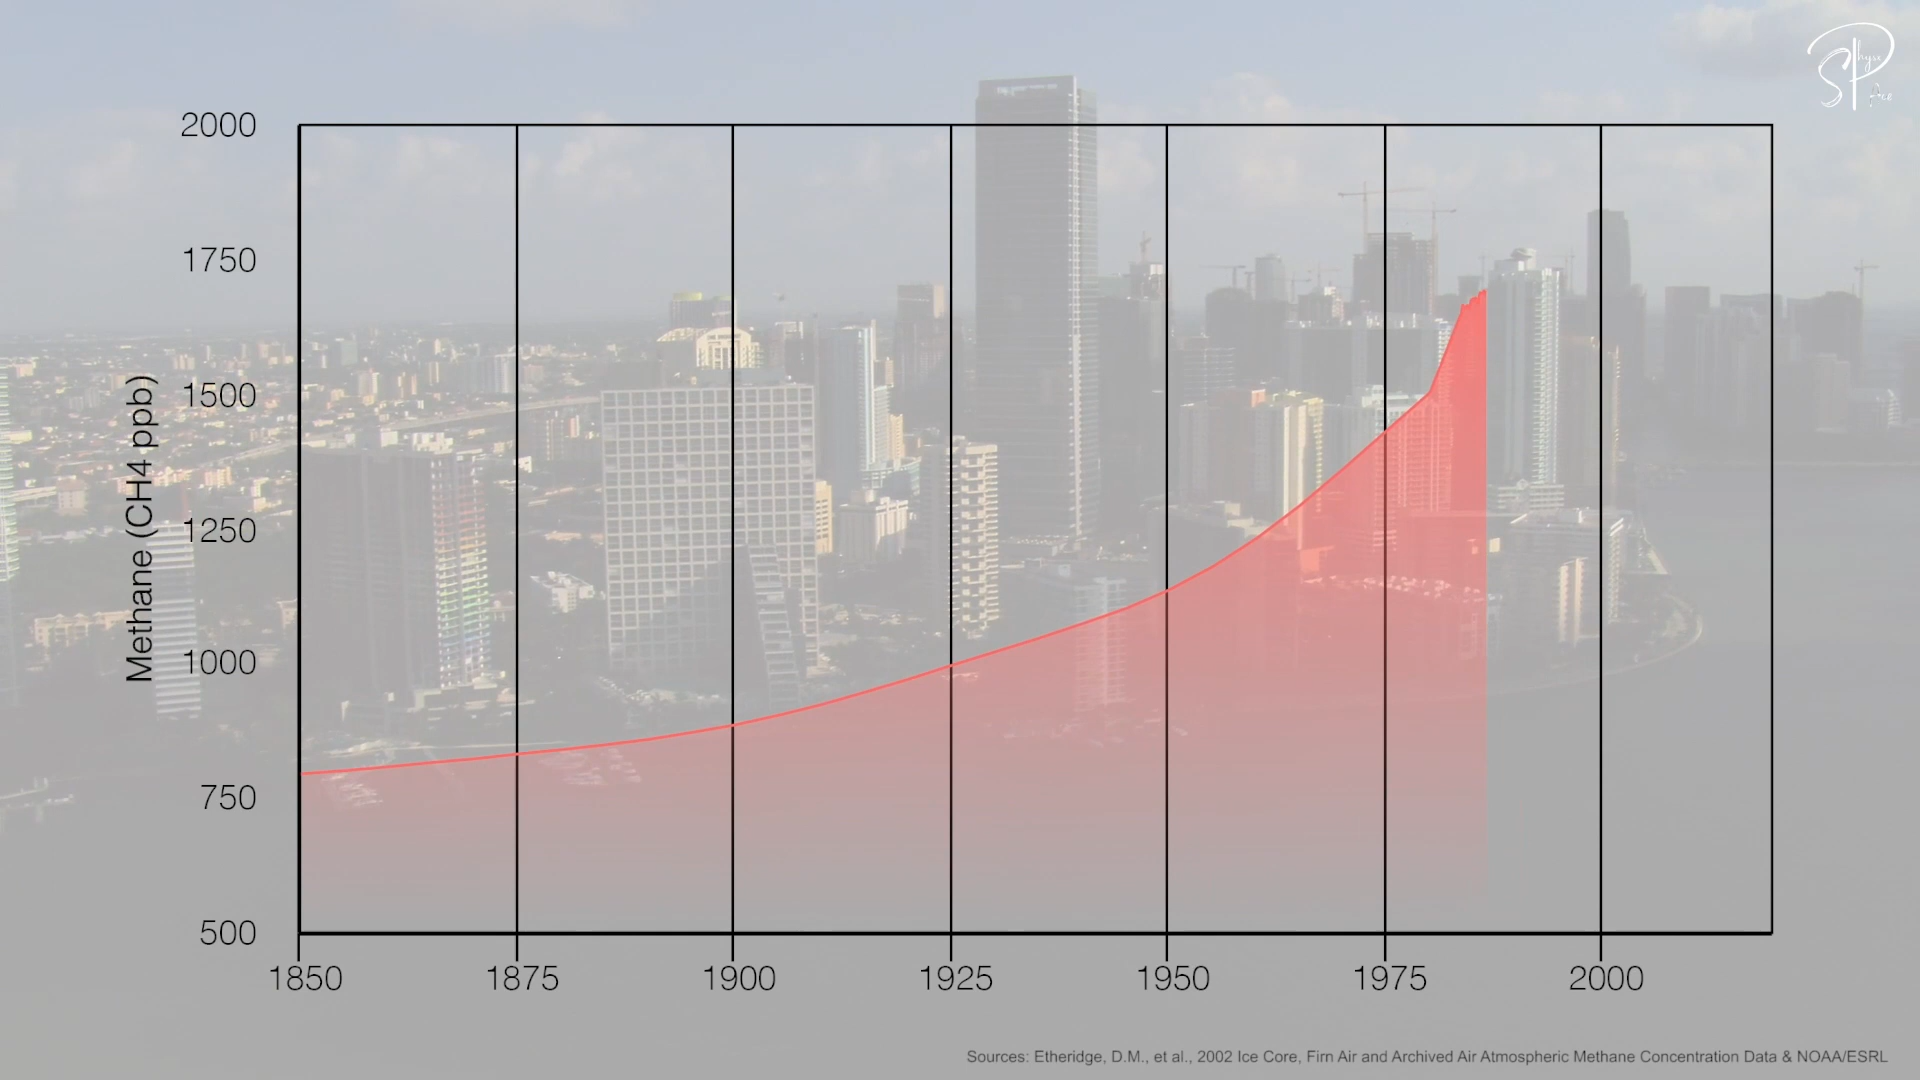 2000
1750
1500
1250
1000
750
500
Methane (CH4 ppb)
1850 1875 1900 1925 1950 1975 2000
Sources: Etheridge, D.M., et al., 2002 Ice Core, Firn Air and Archived Air Atmospheric Methane Concentration Data & NOAA/ESRL